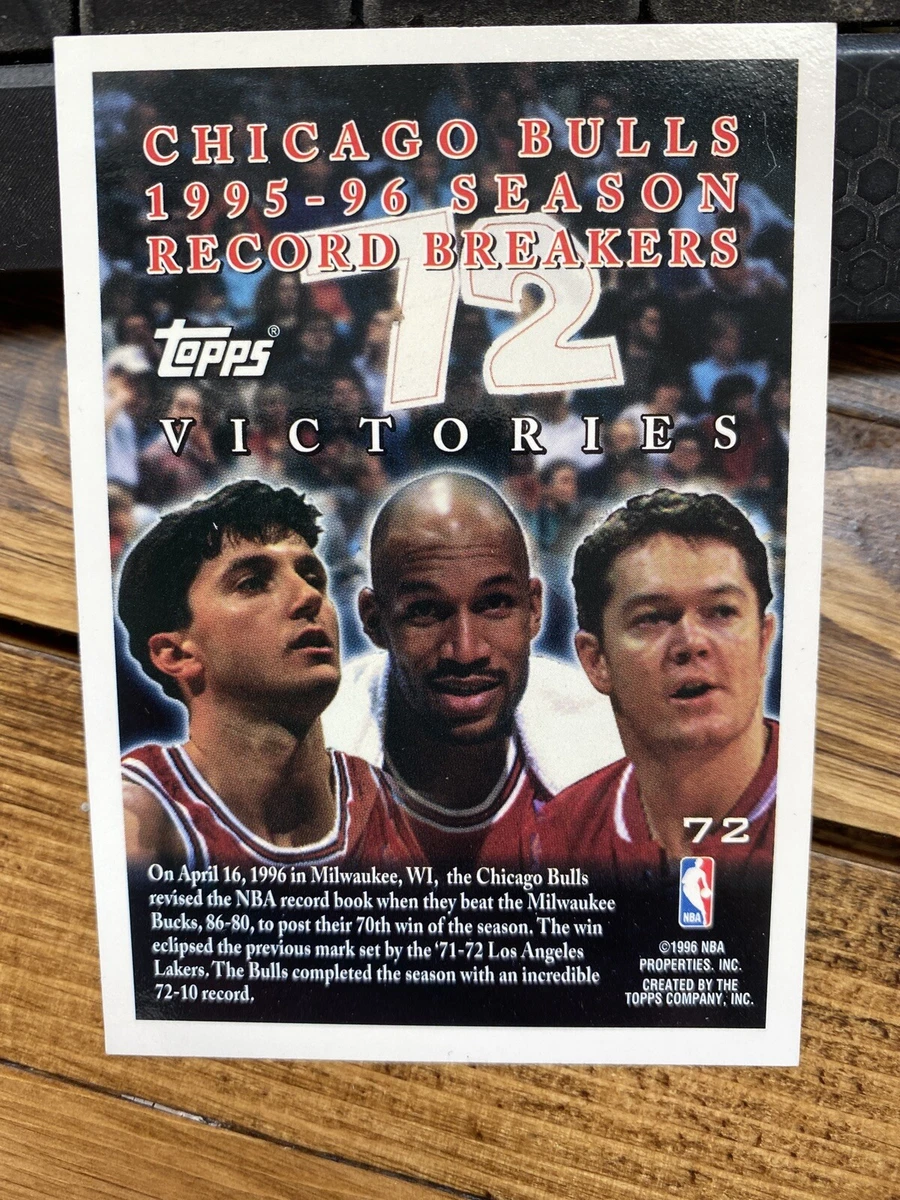 CHICAGO BULLS
1995-96 SEASON
RECORD BREAKERS
72
TOPPS®
VICTORIES
72
On April 16, 1996 in Milwaukee, WI, the Chicago Bulls
revised the NBA record book when they beat the Milwaukee
Bucks, 86-80, to post their 70th win of the season. The win
eclipsed the previous mark set by the '71-72 Los Angeles
Lakers. The Bulls completed the season with an incredible
72-10 record.
NBA
©1996 NBA
PROPERTIES. INC.
CREATED BY THE
TOPPS COMPANY, INC.